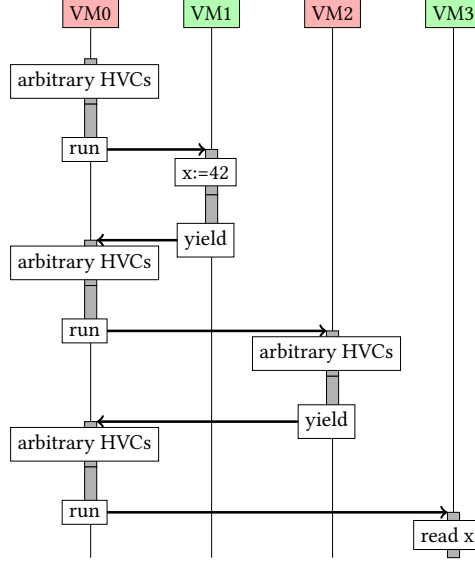 VM0 VM1 VM2 VM3
arbitrary HVCs
run
x:=42
yield
arbitrary HVCs
run
arbitrary HVCs
yield
arbitrary HVCs
run
read x